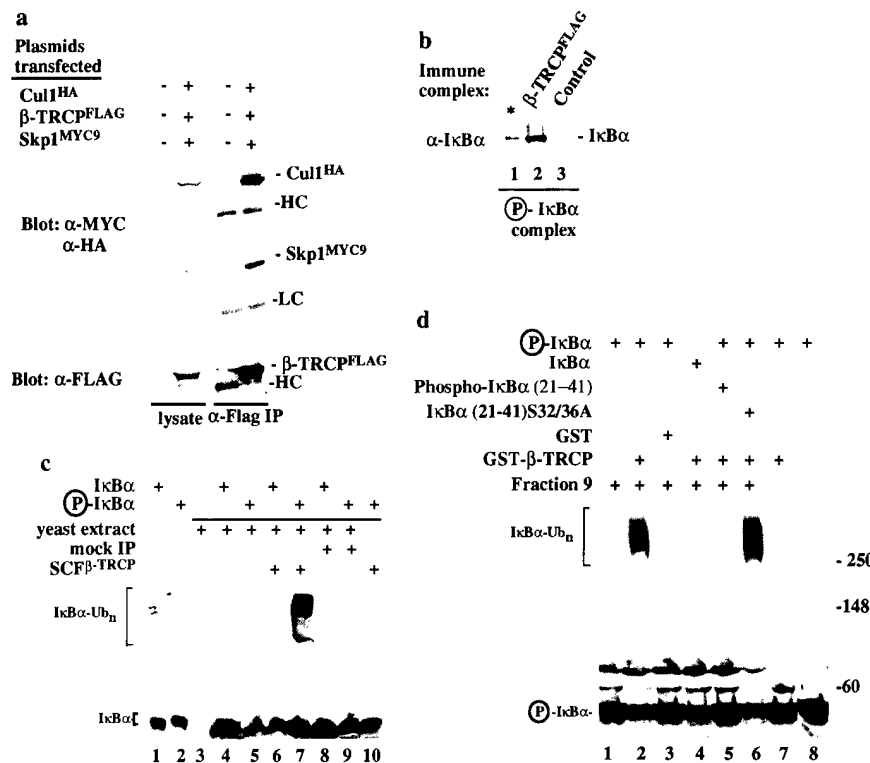 a
Plasmids
transfected
Cul1HA - + - +
β-TRCPFLAG - + - +
Skp1MYC9 - + - +
- Cul1HA
-HC
Blot: α-MYC
α-HA
- Skp1MYC9
-LC
- β-TRCPFLAG
Blot: α-FLAG
-HC
lysate α-Flag IP
b
Immune
complex:
* β-TRCPFLAG Control
α-IκBα - IκBα
1 2 3
P - IκBα
complex
c
IκBα + + + +
P -IκBα + + + + +
yeast extract + + + + + + +
mock IP + +
SCFβ-TRCP + + +
IκBα-Ubn
IκBα
1 2 3 4 5 6 7 8 9 10
d
P -IκBα + + + + + + +
IκBα +
Phospho-IκBα (21–41) +
IκBα (21-41)S32/36A +
GST +
GST-β-TRCP + + + + +
Fraction 9 + + + + + +
IκBα-Ubn
- 250
-148
-60
P -IκBα-
1 2 3 4 5 6 7 8